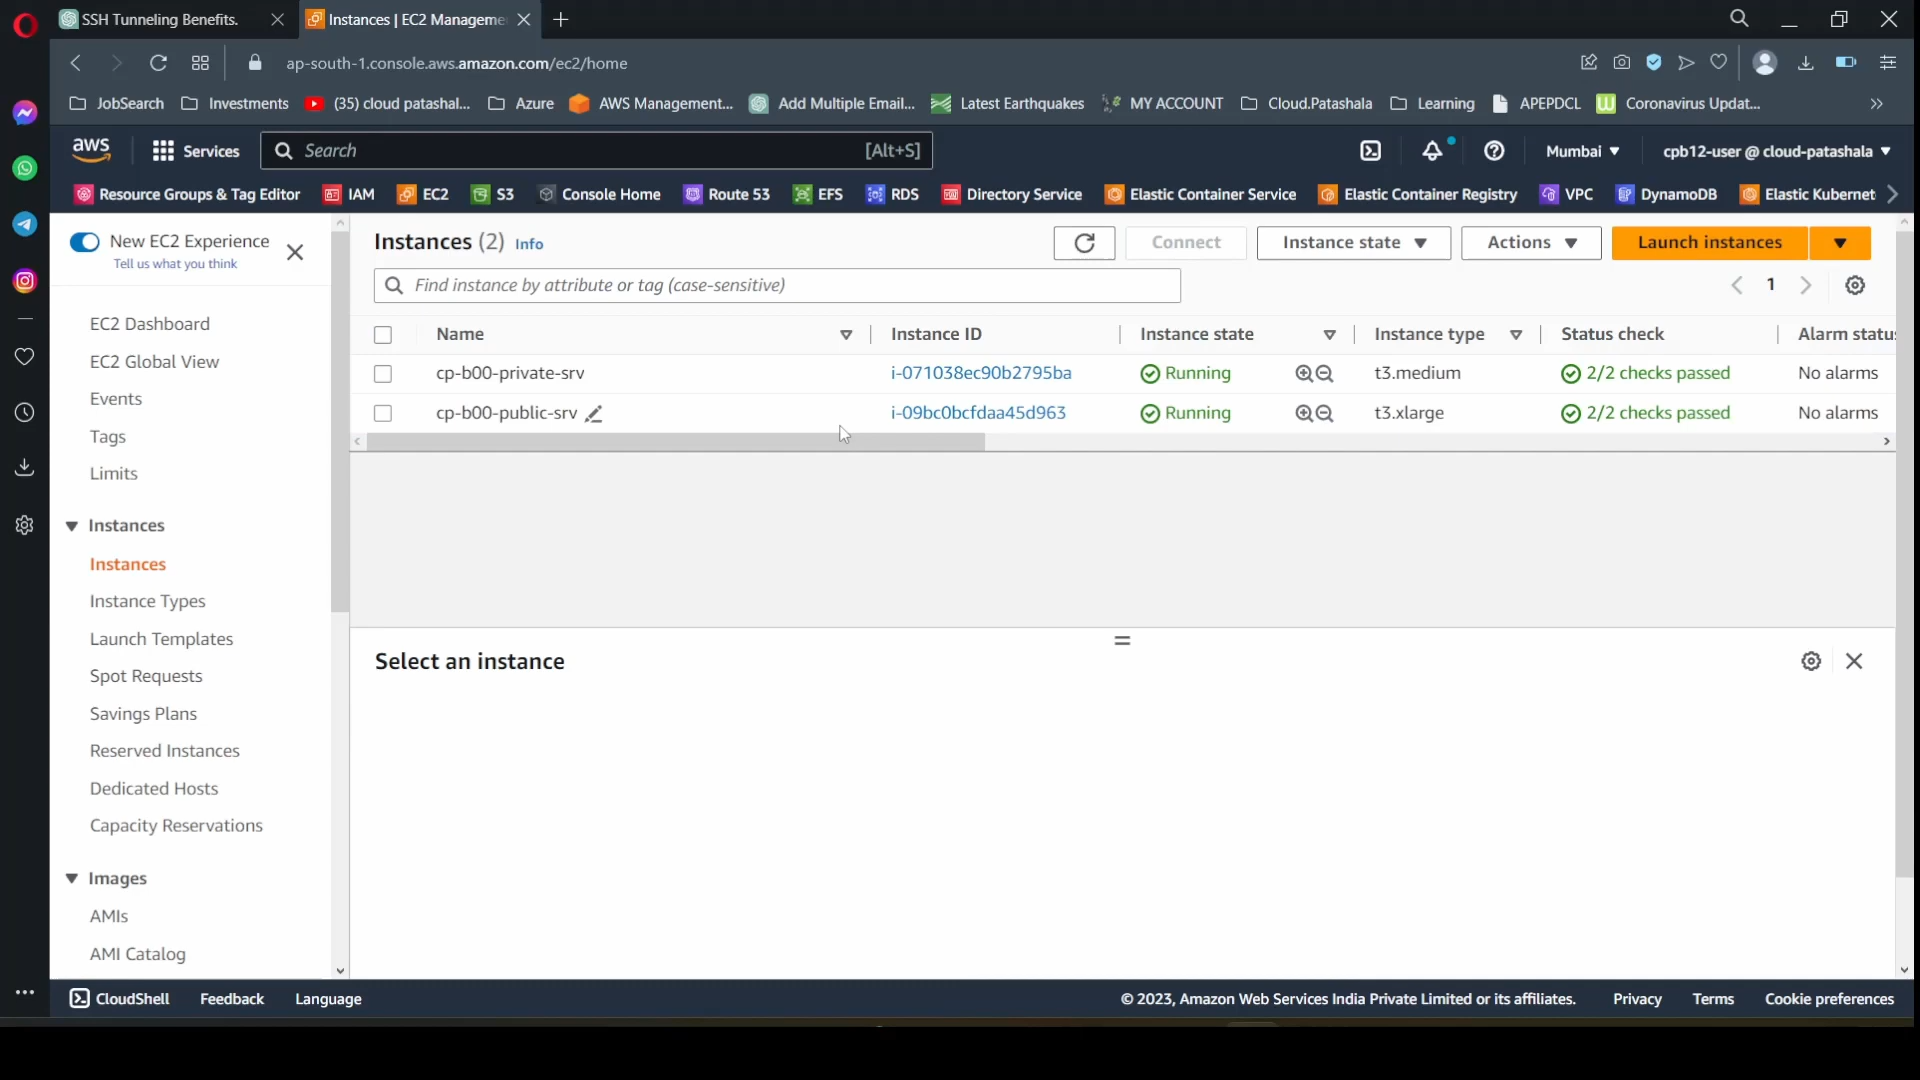 SSH Tunneling Benefits.
Instances | EC2 Manageme
ap-south-1.console.aws.amazon.com/ec2/home
JobSearch Investments (35) cloud patashal... Azure AWS Management... Add Multiple Email... Latest Earthquakes MY ACCOUNT Cloud.Patashala Learning APEPDCL Coronavirus Updat...
aws Services Search [Alt+S] Mumbai cpb12-user @ cloud-patashala
Resource Groups & Tag Editor IAM EC2 S3 Console Home Route 53 EFS RDS Directory Service Elastic Container Service Elastic Container Registry VPC DynamoDB Elastic Kubernet
New EC2 Experience
Tell us what you think
EC2 Dashboard
EC2 Global View
Events
Tags
Limits
Instances
Instances
Instance Types
Launch Templates
Spot Requests
Savings Plans
Reserved Instances
Dedicated Hosts
Capacity Reservations
Images
AMIs
AMI Catalog
Instances (2) Info Connect Instance state Actions Launch instances
Find instance by attribute or tag (case-sensitive) 1
Name Instance ID Instance state Instance type Status check Alarm status
cp-b00-private-srv i-071038ec90b2795ba Running t3.medium 2/2 checks passed No alarms
cp-b00-public-srv i-09bc0bcfdaa45d963 Running t3.xlarge 2/2 checks passed No alarms
Select an instance
CloudShell Feedback Language © 2023, Amazon Web Services India Private Limited or its affiliates. Privacy Terms Cookie preferences